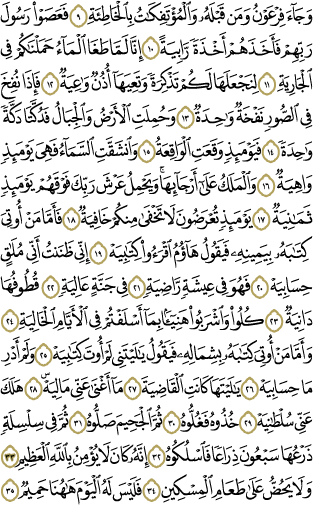 وَجَآءَ فِرْعَوْنُ وَمَن قَبْلَهُۥ وَٱلْمُؤْتَفِكَٰتُ بِٱلْخَاطِئَةِ ٩ فَعَصَوْا۟ رَسُولَ
رَبِّهِمْ فَأَخَذَهُمْ أَخْذَةً رَّابِيَةً ١٠ إِنَّا لَمَّا طَغَا ٱلْمَآءُ حَمَلْنَٰكُمْ فِى
ٱلْجَارِيَةِ ١١ لِنَجْعَلَهَا لَكُمْ تَذْكِرَةً وَتَعِيَهَآ أُذُنٌ وَٰعِيَةٌ ١٢ فَإِذَا نُفِخَ
فِى ٱلصُّورِ نَفْخَةٌ وَٰحِدَةٌ ١٣ وَحُمِلَتِ ٱلْأَرْضُ وَٱلْجِبَالُ فَدُكَّتَا دَكَّةً
وَٰحِدَةً ١٤ فَيَوْمَئِذٍ وَقَعَتِ ٱلْوَاقِعَةُ ١٥ وَٱنشَقَّتِ ٱلسَّمَآءُ فَهِىَ يَوْمَئِذٍ
وَاهِيَةٌ ١٦ وَٱلْمَلَكُ عَلَىٰٓ أَرْجَآئِهَا ۚ وَيَحْمِلُ عَرْشَ رَبِّكَ فَوْقَهُمْ يَوْمَئِذٍ
ثَمَٰنِيَةٌ ١٧ يَوْمَئِذٍ تُعْرَضُونَ لَا تَخْفَىٰ مِنكُمْ خَافِيَةٌ ١٨ فَأَمَّا مَنْ أُوتِىَ
كِتَٰبَهُۥ بِيَمِينِهِۦ فَيَقُولُ هَآؤُمُ ٱقْرَءُوا۟ كِتَٰبِيَهْ ١٩ إِنِّى ظَنَنتُ أَنِّى مُلَٰقٍ
حِسَابِيَهْ ٢٠ فَهُوَ فِى عِيشَةٍ رَّاضِيَةٍ ٢١ فِى جَنَّةٍ عَالِيَةٍ ٢٢ قُطُوفُهَا
دَانِيَةٌ ٢٣ كُلُوا۟ وَٱشْرَبُوا۟ هَنِيٓـًٔۢا بِمَآ أَسْلَفْتُمْ فِى ٱلْأَيَّامِ ٱلْخَالِيَةِ ٢٤
وَأَمَّا مَنْ أُوتِىَ كِتَٰبَهُۥ بِشِمَالِهِۦ فَيَقُولُ يَٰلَيْتَنِى لَمْ أُوتَ كِتَٰبِيَهْ ٢٥ وَلَمْ أَدْرِ
مَا حِسَابِيَهْ ٢٦ يَٰلَيْتَهَا كَانَتِ ٱلْقَاضِيَةَ ٢٧ مَآ أَغْنَىٰ عَنِّى مَالِيَهْ ۜ ٢٨ هَلَكَ
عَنِّى سُلْطَٰنِيَهْ ٢٩ خُذُوهُ فَغُلُّوهُ ٣٠ ثُمَّ ٱلْجَحِيمَ صَلُّوهُ ٣١ ثُمَّ فِى سِلْسِلَةٍ
ذَرْعُهَا سَبْعُونَ ذِرَاعًا فَٱسْلُكُوهُ ٣٢ إِنَّهُۥ كَانَ لَا يُؤْمِنُ بِٱللَّهِ ٱلْعَظِيمِ ٣٣
وَلَا يَحُضُّ عَلَىٰ طَعَامِ ٱلْمِسْكِينِ ٣٤ فَلَيْسَ لَهُ ٱلْيَوْمَ هَٰهُنَا حَمِيمٌ ٣٥